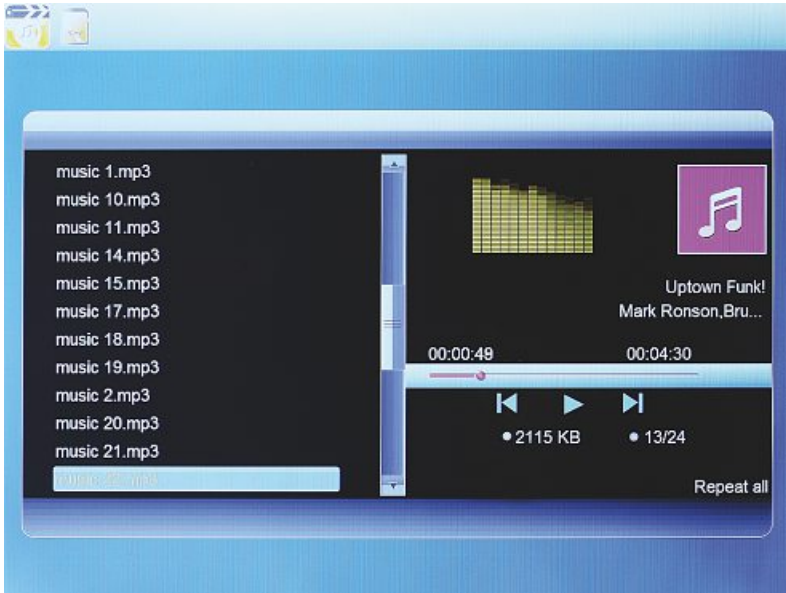 music 1.mp3
music 10.mp3
music 11.mp3
music 14.mp3
music 15.mp3
music 17.mp3
music 18.mp3
music 19.mp3
music 2.mp3
music 20.mp3
music 21.mp3
Uptown Funk!
Mark Ronson,Bru...
00:00:49 00:04:30
2115 KB 13/24
Repeat all